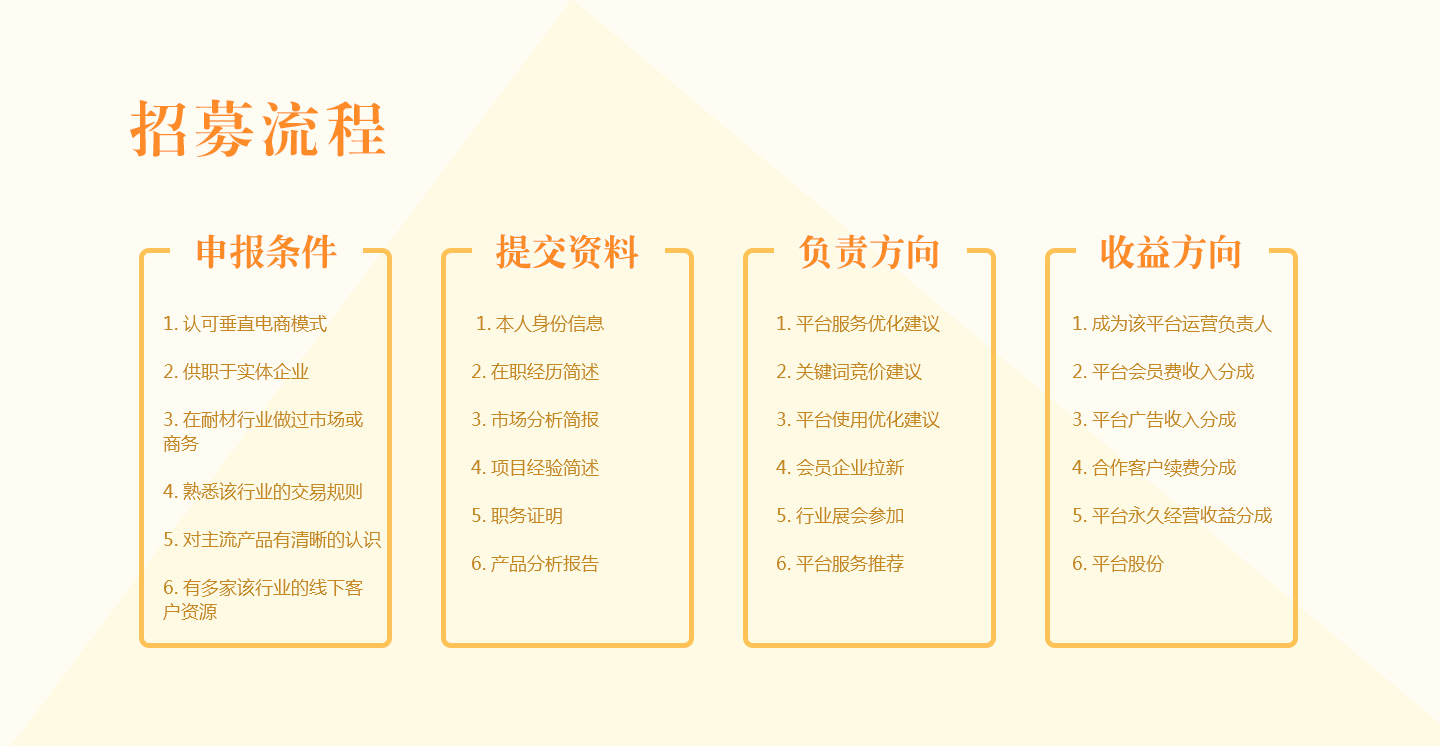 招募流程
申报条件
1. 认可垂直电商模式
2. 供职于实体企业
3. 在耐材行业做过市场或
商务
4. 熟悉该行业的交易规则
5. 对主流产品有清晰的认识
6. 有多家该行业的线下客
户资源
提交资料
1. 本人身份信息
2. 在职经历简述
3. 市场分析简报
4. 项目经验简述
5. 职务证明
6. 产品分析报告
负责方向
1. 平台服务优化建议
2. 关键词竞价建议
3. 平台使用优化建议
4. 会员企业拉新
5. 行业展会参加
6. 平台服务推荐
收益方向
1. 成为该平台运营负责人
2. 平台会员费收入分成
3. 平台广告收入分成
4. 合作客户续费分成
5. 平台永久经营收益分成
6. 平台股份